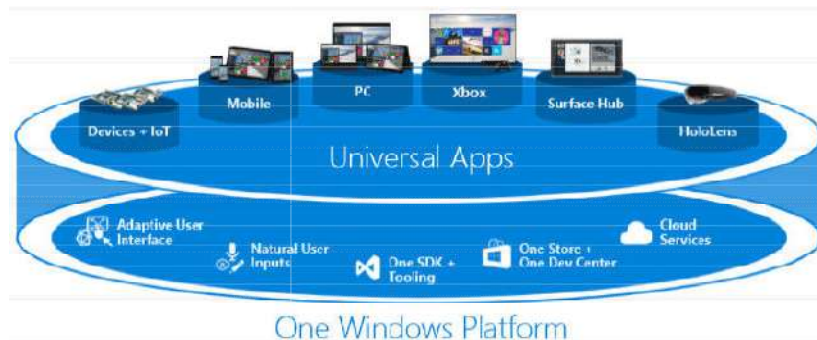 Devices + IoT
Mobile
PC
Xbox
Surface Hub
HoloLens
Universal Apps
Adaptive User
Interface
Natural User
Inputs
One SDK +
Tooling
One Store +
One Dev Center
Cloud
Services
One Windows Platform